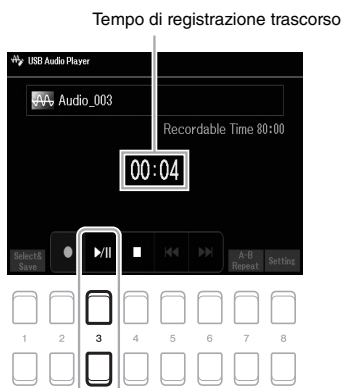 Tempo di registrazione trascorso
USB Audio Player
Audio_003
Recordable Time 80:00
00:04
Select& Save
A-B Repeat
Setting
1 2 3 4 5 6 7 8